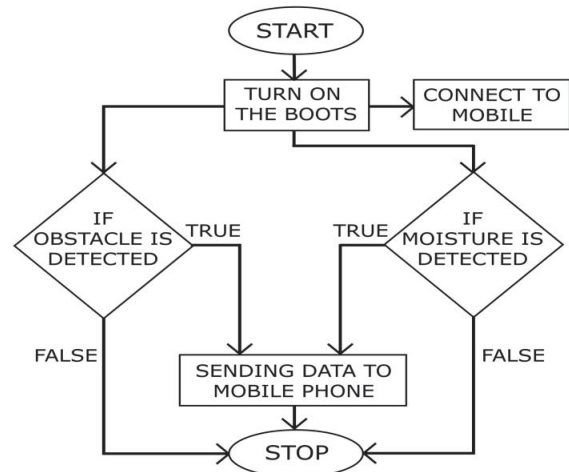 START
TURN ON
THE BOOTS
CONNECT TO
MOBILE
IF
OBSTACLE IS
DETECTED
TRUE
TRUE
IF
MOISTURE IS
DETECTED
FALSE
FALSE
SENDING DATA TO
MOBILE PHONE
STOP